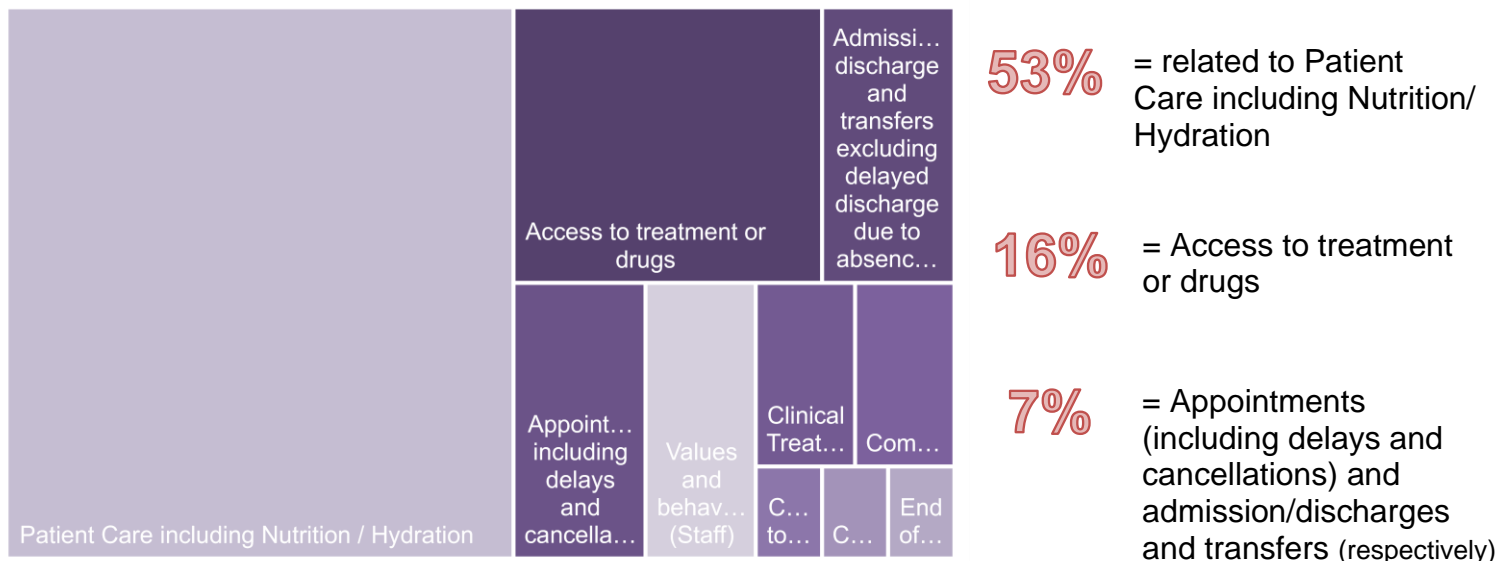 Patient Care including Nutrition / Hydration
Access to treatment or
drugs
Admissi…
discharge
and
transfers
excluding
delayed
discharge
due to
absenc…
Appoint…
including
delays
and
cancella…
Values
and
behav…
(Staff)
Clinical
Treat…
Com…
C…
to…
C…
End
of…
53%
= related to Patient
Care including Nutrition/
Hydration
16%
= Access to treatment
or drugs
7%
= Appointments
(including delays and
cancellations) and
admission/discharges
and transfers (respectively)